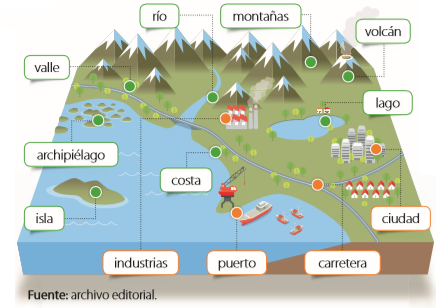 río
montañas
volcán
valle
lago
archipiélago
costa
isla
ciudad
industrias
puerto
carretera
Fuente: archivo editorial.